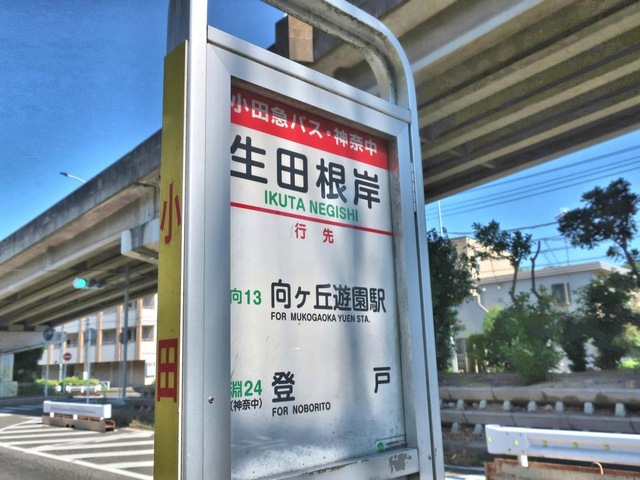 小田急バス・神奈中
生田根岸
IKUTA NEGISHI
行先
向13 向ヶ丘遊園駅
FOR MUKOGAOKA YUEN STA.
淵24 登戸
(神奈中) FOR NOBORITO
小田